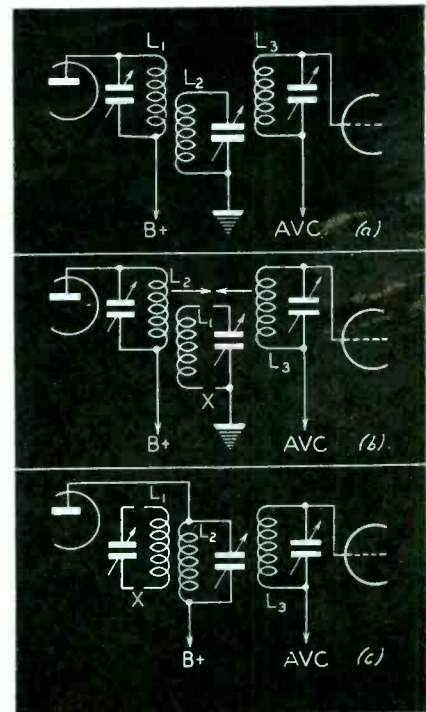 L1 L2 L3
B+ AVC (a)
L2 L1 L3
X
B+ AVC (b)
L1 L2 L3
X
B+ AVC (c)